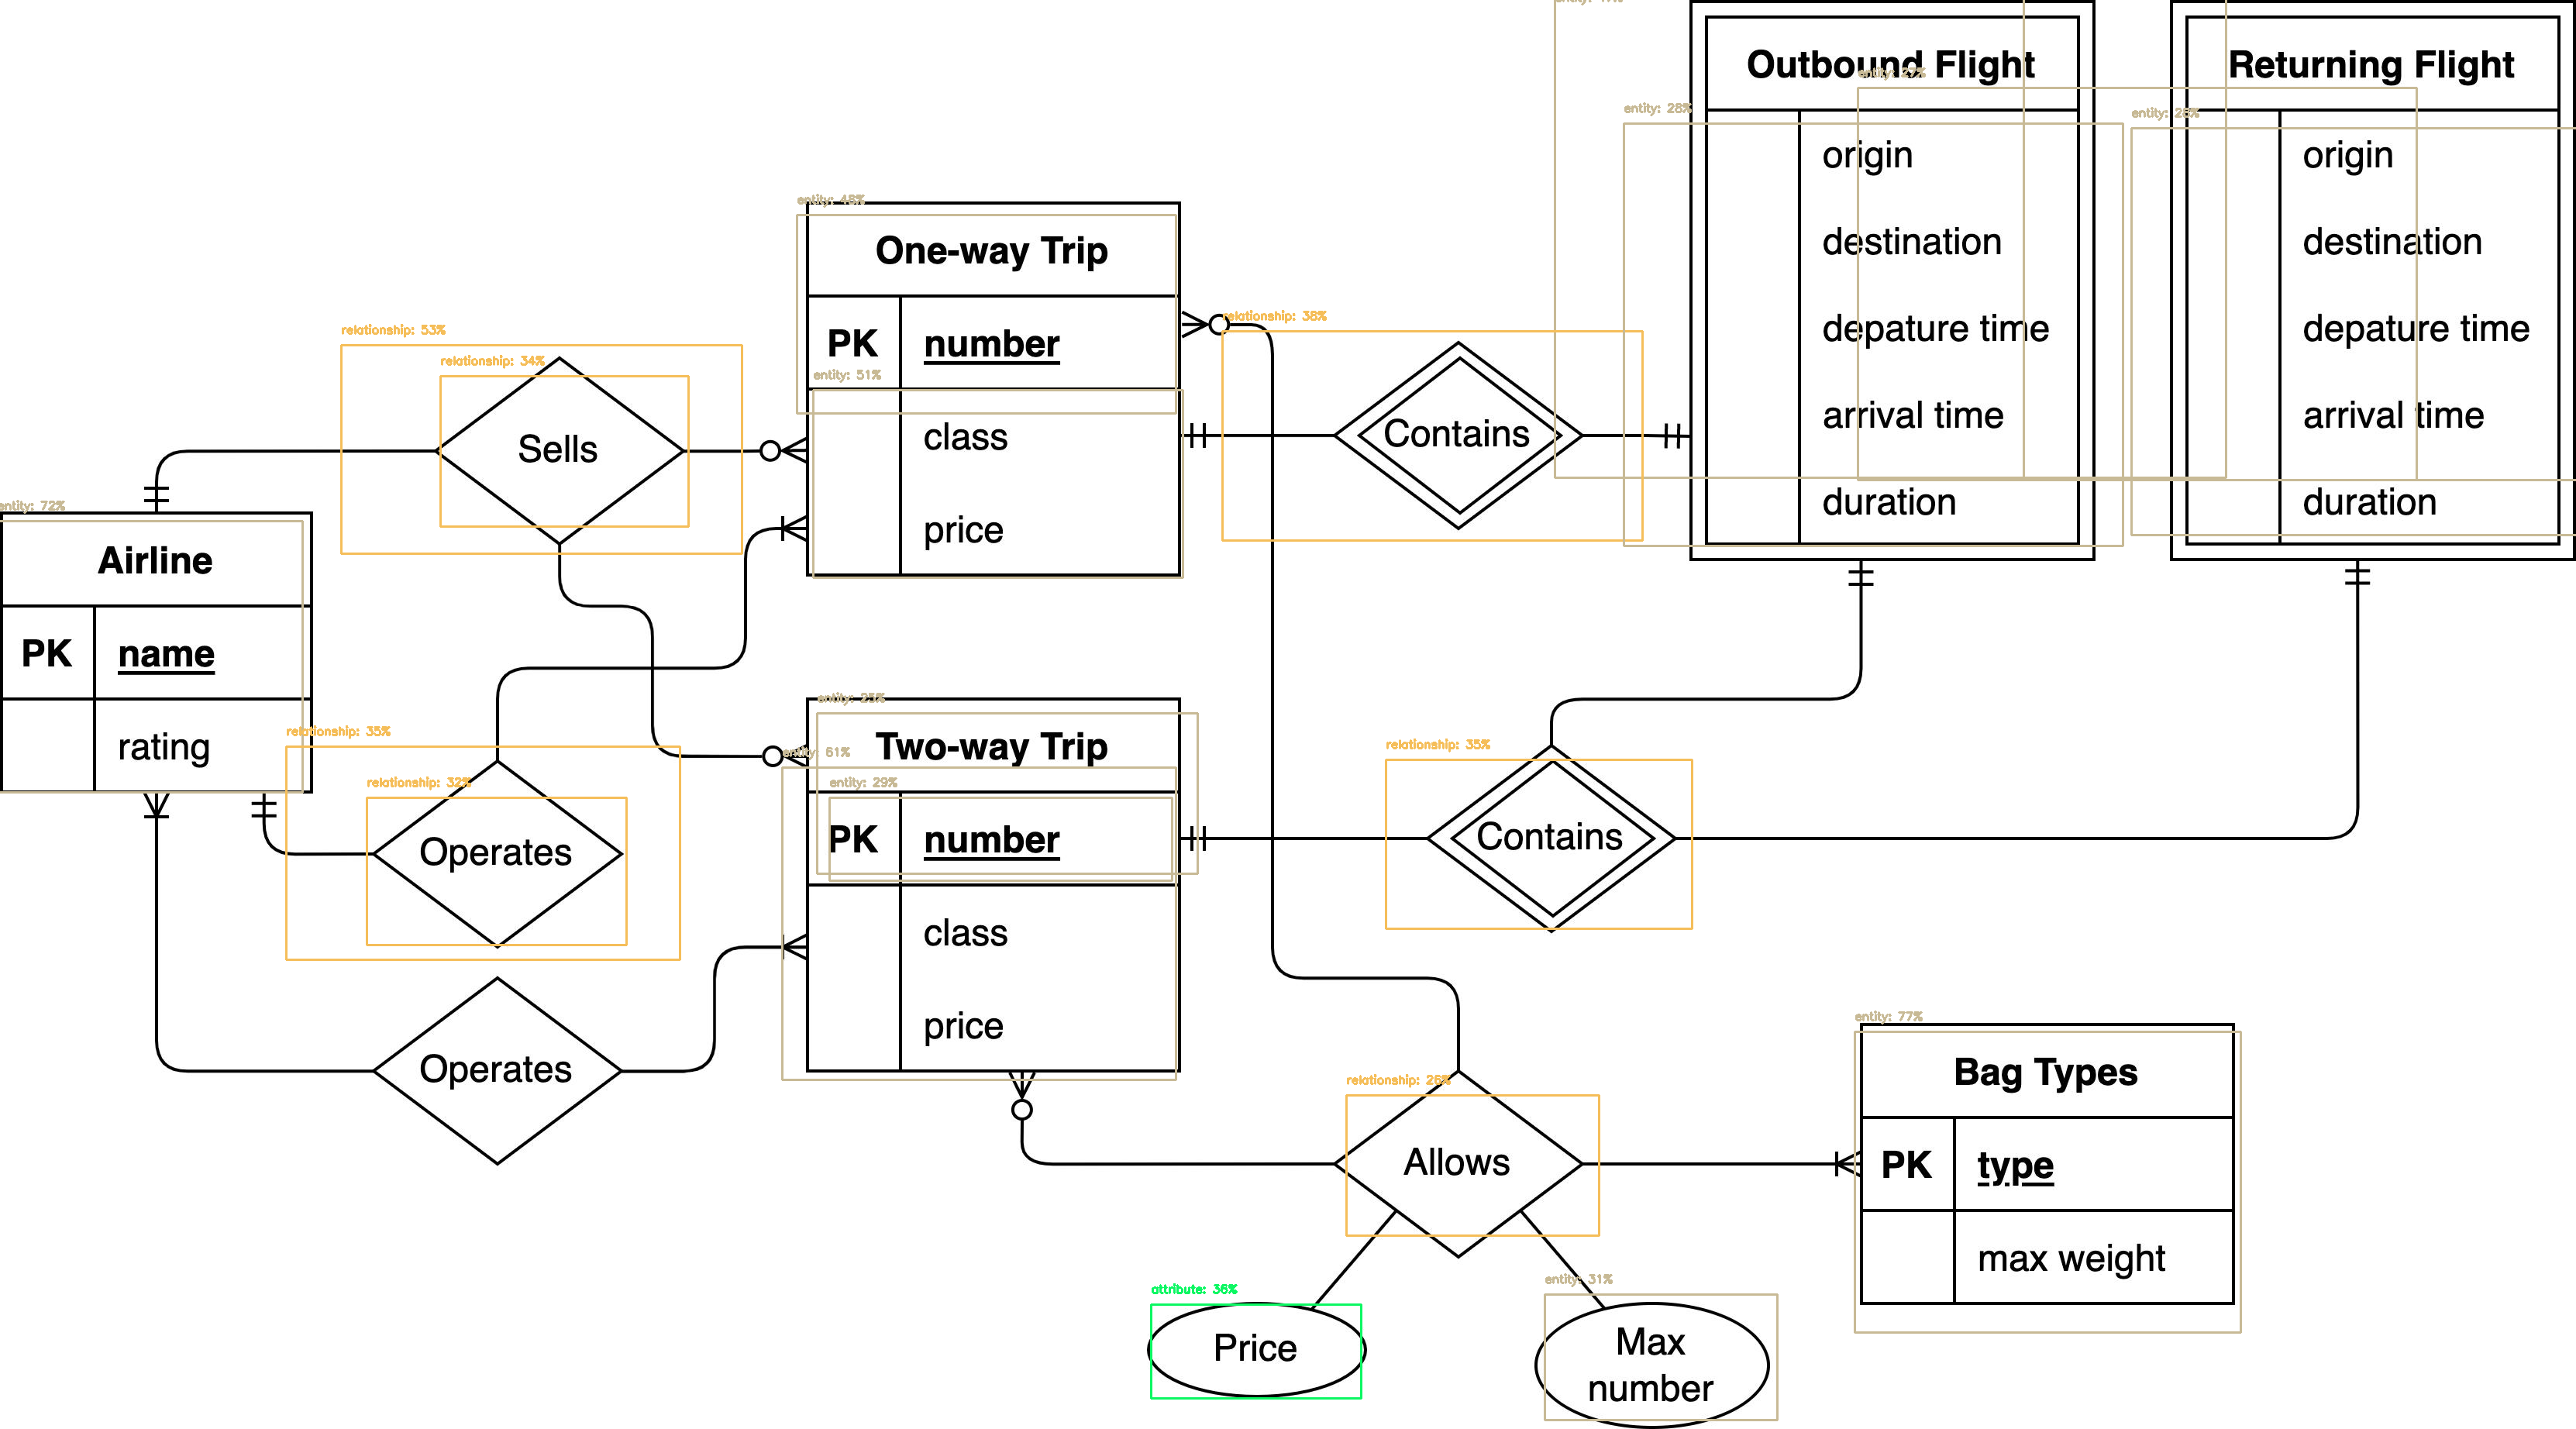 entity: 47%
Outbound Flight
entity: 27%
Returning Flight
entity: 28%
origin
destination
depature time
arrival time
duration
origin
destination
depature time
arrival time
duration
entity: 48%
One-way Trip
PK number
entity: 51%
class
price
relationship: 53%
relationship: 34%
Sells
relationship: 38%
Contains
entity: 72%
Airline
PK name
rating
relationship: 35%
relationship: 32%
Operates
Operates
Two-way Trip
entity: 61%
entity: 29%
PK number
class
price
relationship: 35%
Contains
relationship: 26%
Allows
entity: 77%
Bag Types
PK type
max weight
attribute: 36%
Price
entity: 31%
Max
number